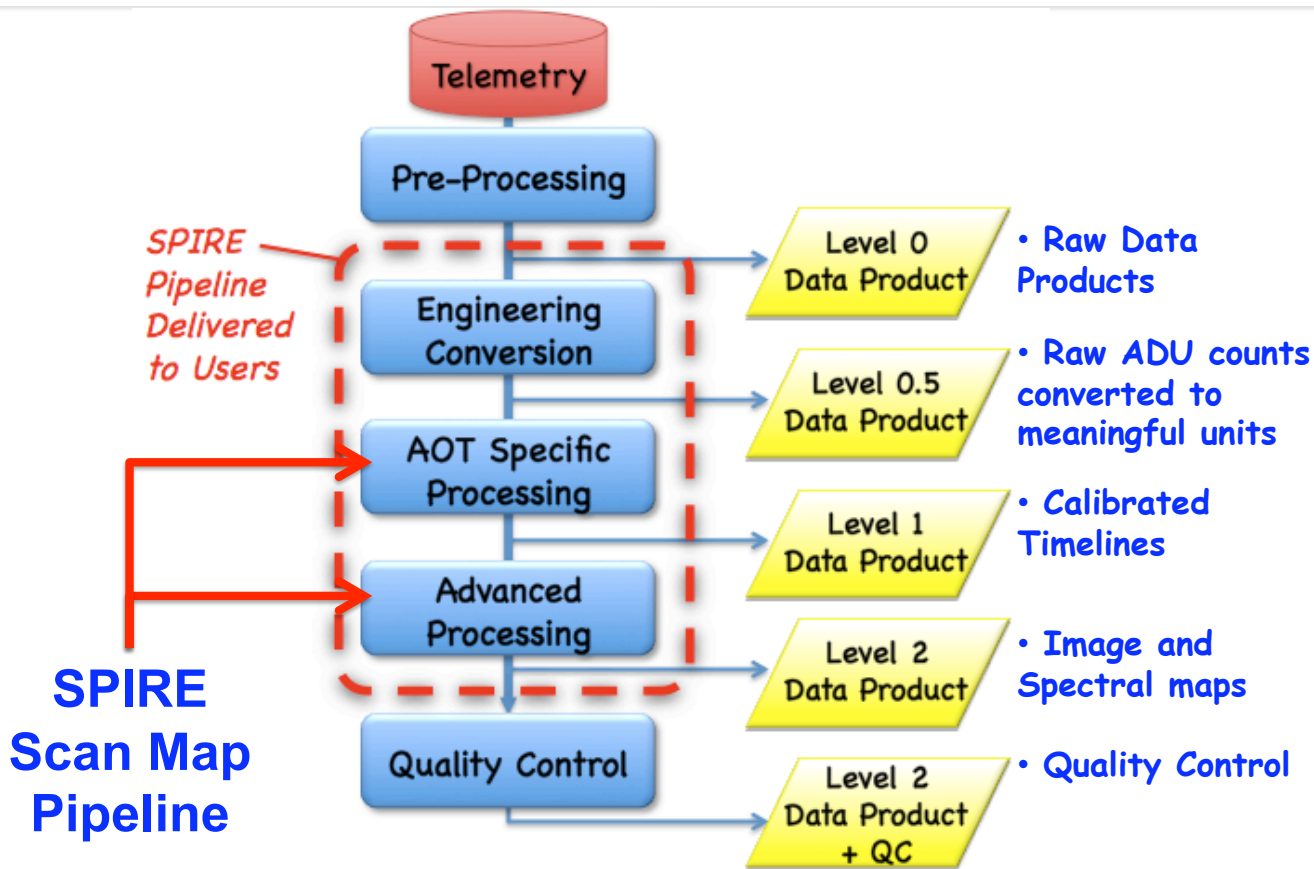 Telemetry
Pre-Processing
SPIRE
Pipeline
Delivered
to Users
Level 0
Data Product
• Raw Data
Products
Engineering
Conversion
Level 0.5
Data Product
• Raw ADU counts
converted to
meaningful units
AOT Specific
Processing
Level 1
Data Product
• Calibrated
Timelines
Advanced
Processing
Level 2
Data Product
• Image and
Spectral maps
SPIRE
Scan Map
Pipeline
Quality Control
Level 2
Data Product
+ QC
• Quality Control